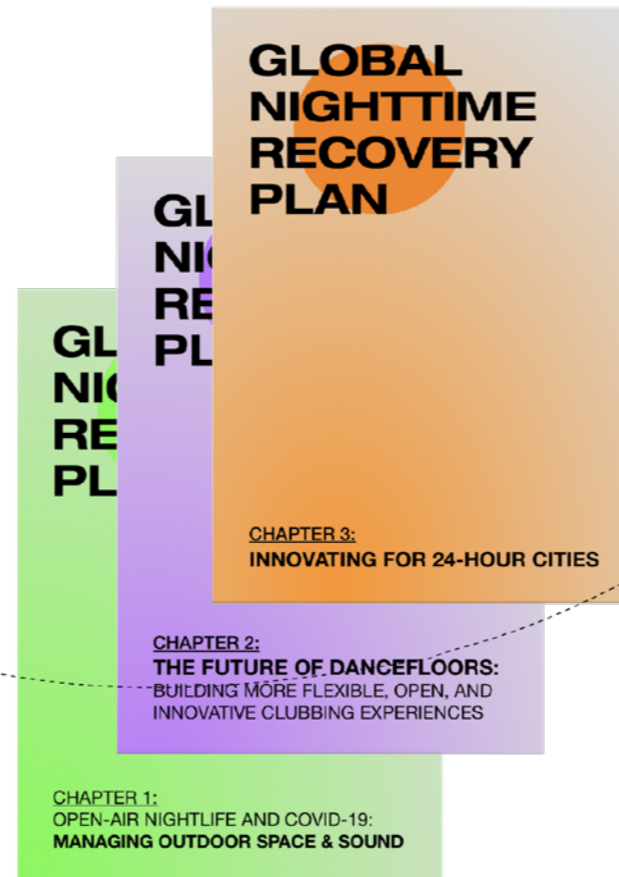 GLOBAL
NIGHTTIME
RECOVERY
PLAN
CHAPTER 3:
INNOVATING FOR 24-HOUR CITIES
GL
NI
RE
PL
CHAPTER 2:
THE FUTURE OF DANCEFLOORS:
BUILDING MORE FLEXIBLE, OPEN, AND
INNOVATIVE CLUBBING EXPERIENCES
GL
NIG
RE
PL
CHAPTER 1:
OPEN-AIR NIGHTLIFE AND COVID-19:
MANAGING OUTDOOR SPACE & SOUND